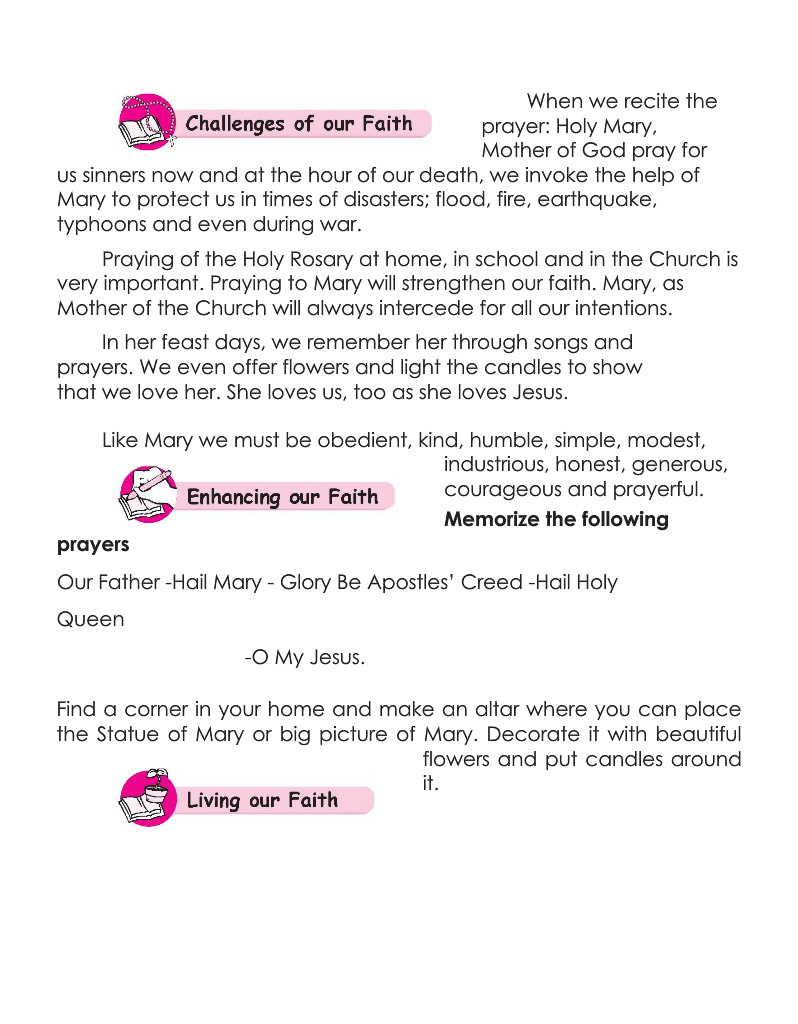 Challenges of our Faith
When we recite the
prayer: Holy Mary,
Mother of God pray for
us sinners now and at the hour of our death, we invoke the help of
Mary to protect us in times of disasters; flood, fire, earthquake,
typhoons and even during war.
Praying of the Holy Rosary at home, in school and in the Church is
very important. Praying to Mary will strengthen our faith. Mary, as
Mother of the Church will always intercede for all our intentions.
In her feast days, we remember her through songs and
prayers. We even offer flowers and light the candles to show
that we love her. She loves us, too as she loves Jesus.
Like Mary we must be obedient, kind, humble, simple, modest,
industrious, honest, generous,
courageous and prayerful.
Enhancing our Faith
Memorize the following
prayers
Our Father -Hail Mary - Glory Be Apostles’ Creed -Hail Holy
Queen
-O My Jesus.
Find a corner in your home and make an altar where you can place
the Statue of Mary or big picture of Mary. Decorate it with beautiful
flowers and put candles around
it.
Living our Faith